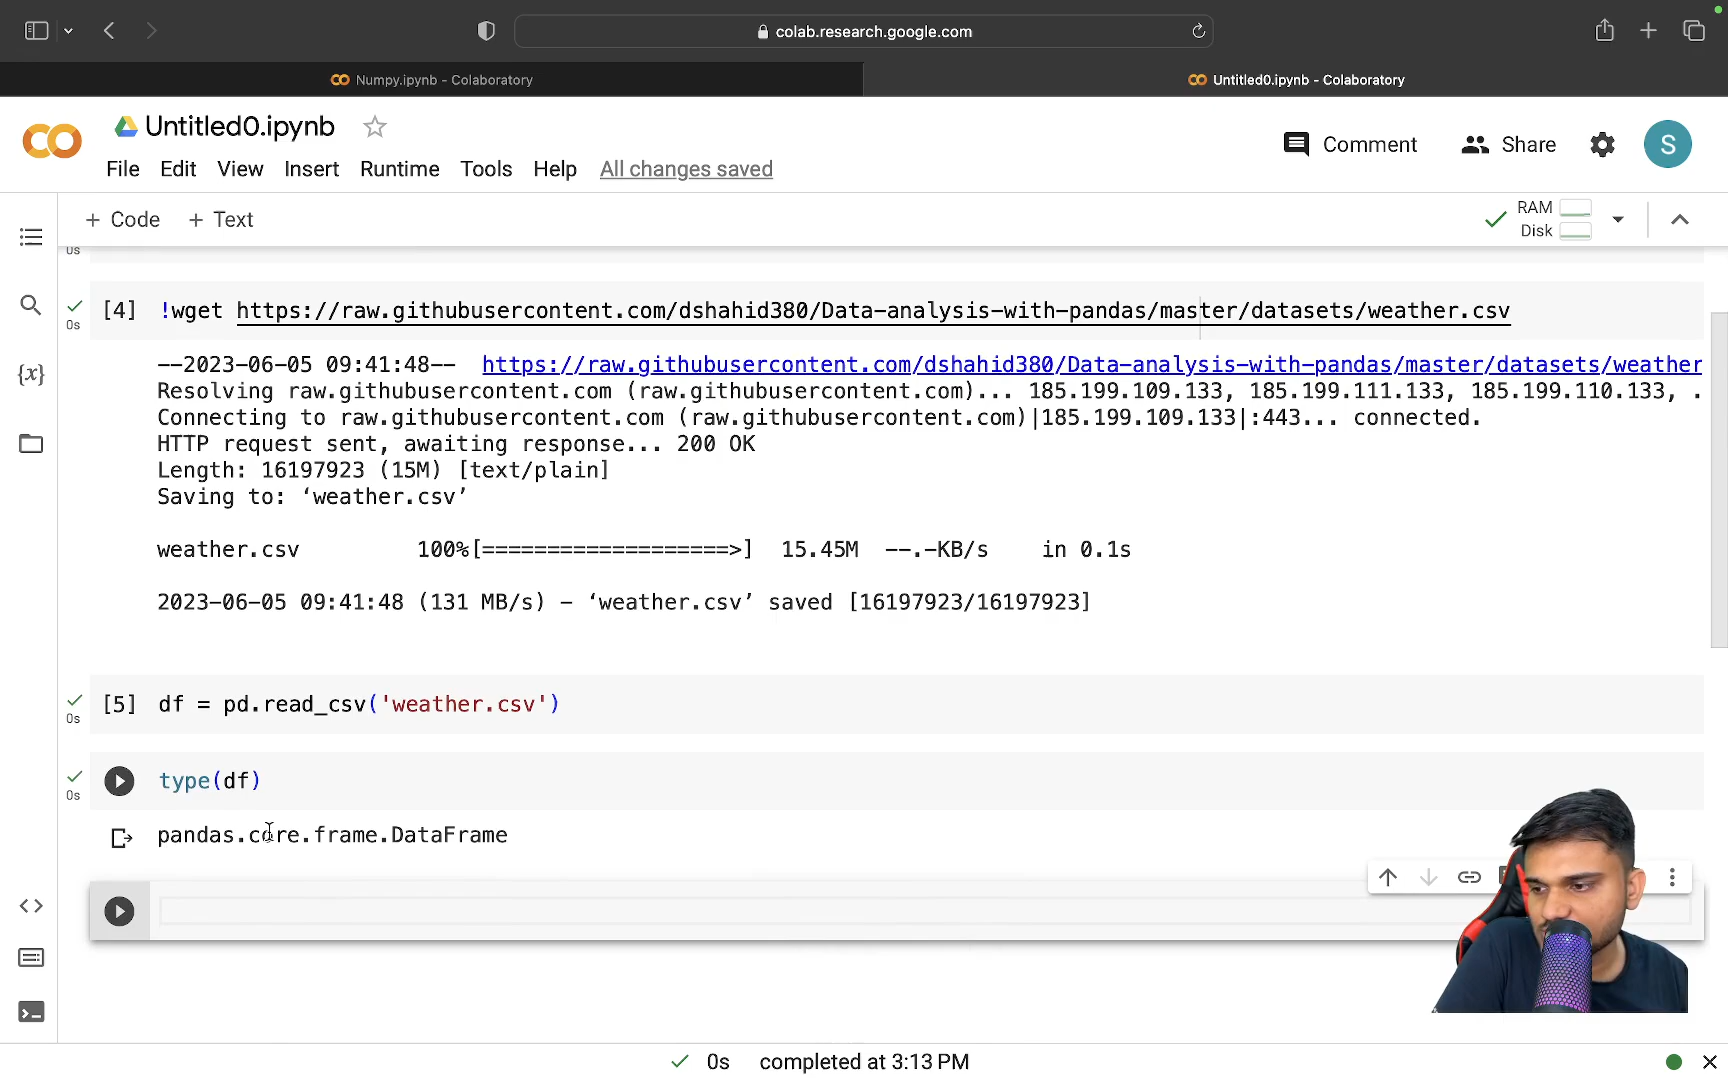 colab.research.google.com
Numpy.ipynb - Colaboratory
Untitled0.ipynb - Colaboratory
Untitled0.ipynb
Comment
Share
S
File Edit View Insert Runtime Tools Help All changes saved
+ Code + Text
RAM
Disk
0s
[4] !wget https://raw.githubusercontent.com/dshahid380/Data-analysis-with-pandas/master/datasets/weather.csv
0s
--2023-06-05 09:41:48-- https://raw.githubusercontent.com/dshahid380/Data-analysis-with-pandas/master/datasets/weather
Resolving raw.githubusercontent.com (raw.githubusercontent.com)... 185.199.109.133, 185.199.111.133, 185.199.110.133, .
Connecting to raw.githubusercontent.com (raw.githubusercontent.com)|185.199.109.133|:443... connected.
HTTP request sent, awaiting response... 200 OK
Length: 16197923 (15M) [text/plain]
Saving to: ‘weather.csv’
weather.csv 100%[===================>] 15.45M --.-KB/s in 0.1s
2023-06-05 09:41:48 (131 MB/s) - ‘weather.csv’ saved [16197923/16197923]
[5] df = pd.read_csv('weather.csv')
0s
type(df)
0s
pandas.core.frame.DataFrame
0s completed at 3:13 PM